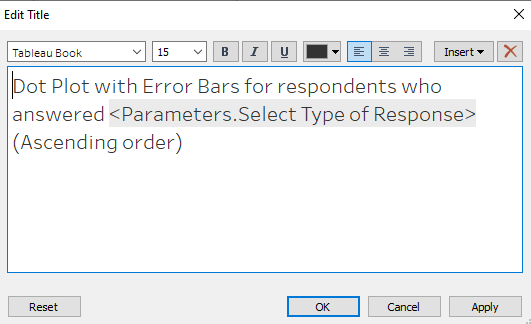 Edit Title
Tableau Book 15 B I U Insert
Dot Plot with Error Bars for respondents who
answered <Parameters.Select Type of Response>
(Ascending order)
Reset OK Cancel Apply